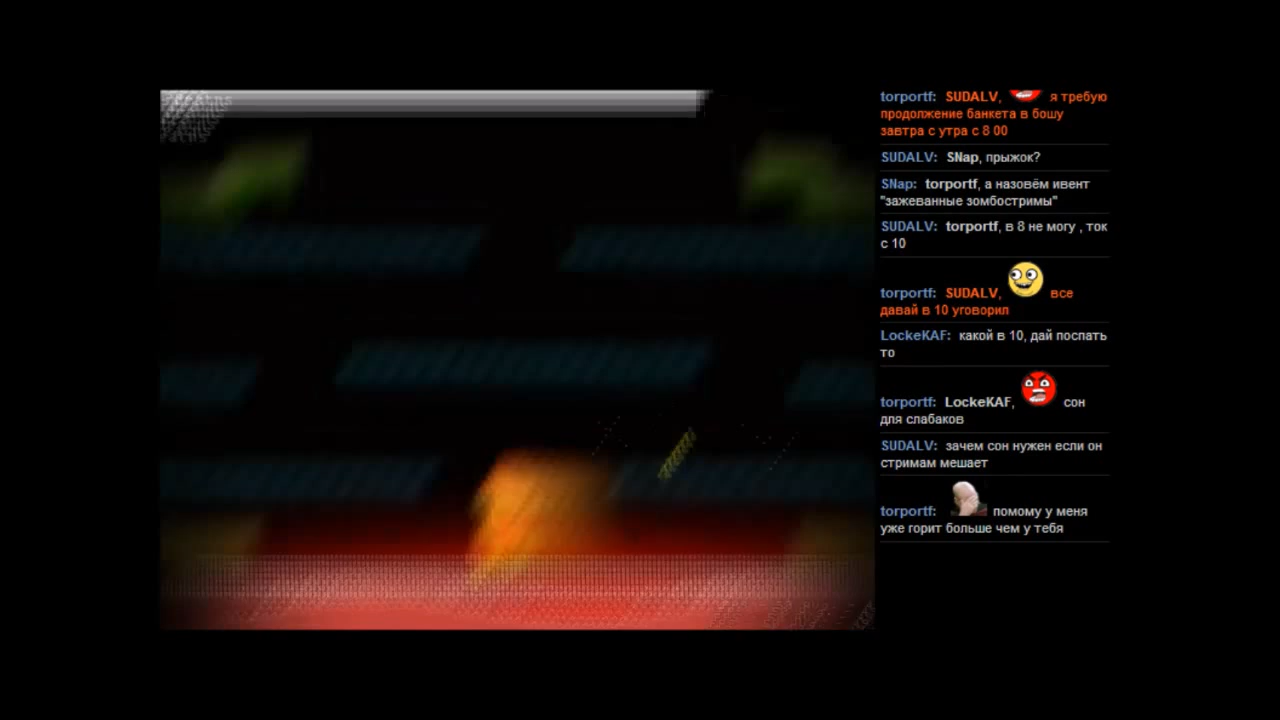 torportf: SUDALV, я требую
продолжение банкета в бошу
завтра с утра с 8 00
SUDALV: SNap, прыжок?
SNap: torportf, а назовём ивент
"зажеванные зомбостримы"
SUDALV: torportf, в 8 не могу , ток
с 10
torportf: SUDALV, все
давай в 10 уговорил
LockeKAF: какой в 10, дай поспать
то
torportf: LockeKAF, сон
для слабаков
SUDALV: зачем сон нужен если он
стримам мешает
torportf: помому у меня
уже горит больше чем у тебя